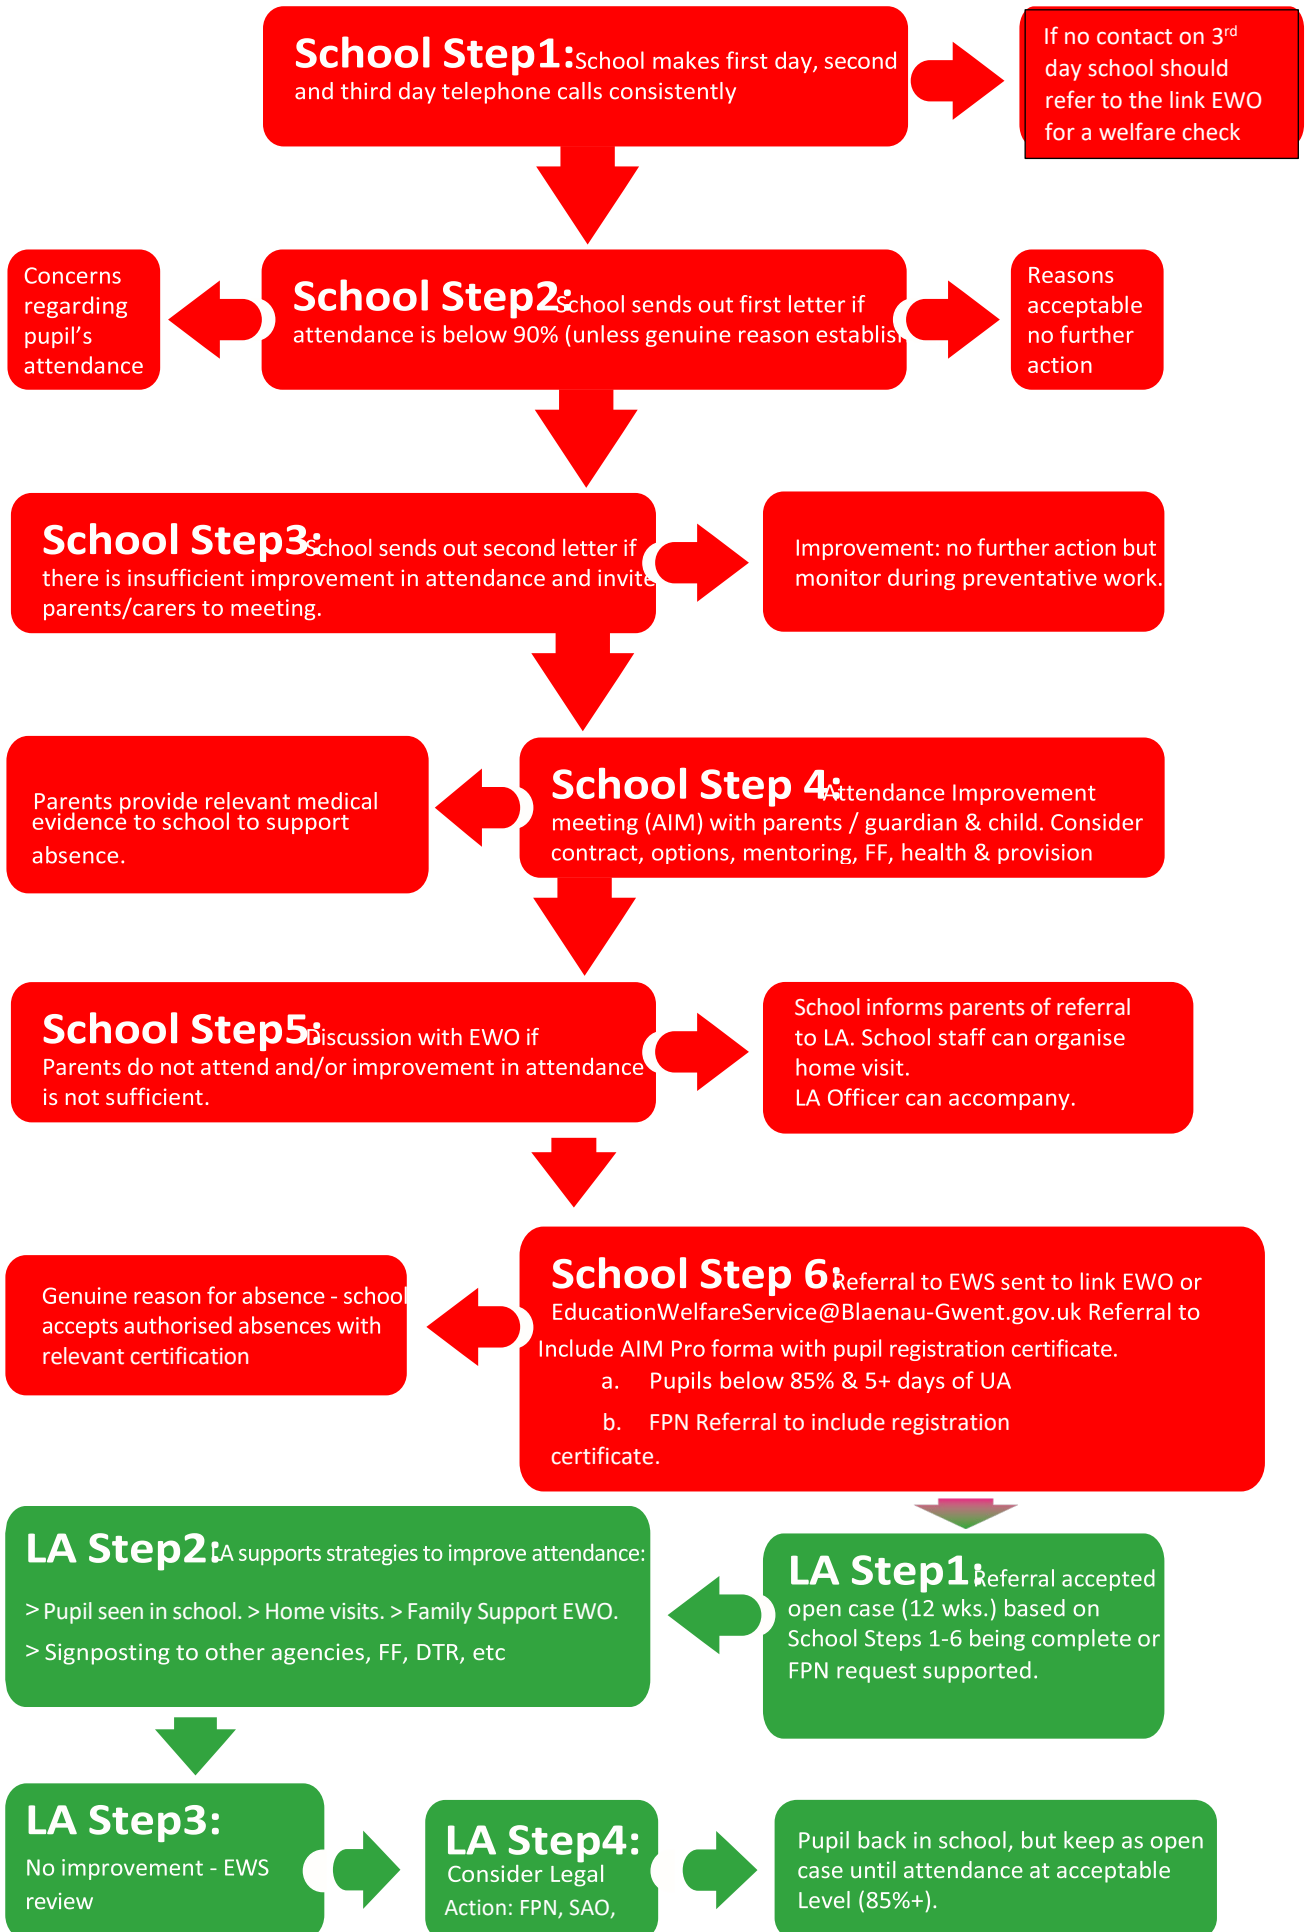 School Step1: School makes first day, second
and third day telephone calls consistently
If no contact on 3rd
day school should
refer to the link EWO
for a welfare check
Concerns
regarding
pupil's
attendance
School Step2: School sends out first letter if
attendance is below 90% (unless genuine reason
Reasons
acceptable
no further
action
School Step3: School sends out second letter if
there is insufficient improvement in attendance and invite
parents/carers to meeting.
Improvement: no further action but
monitor during preventative work.
Parents provide relevant medical
evidence to school to support
absence.
School Step 4: Attendance Improvement
meeting (AIM) with parents / guardian & child. Consider
contract, options, mentoring, FF, health & provision
School Step5: Discussion with EWO if
Parents do not attend and/or improvement in attendance
is not sufficient.
School informs parents of referral
to LA. School staff can organise
home visit.
LA Officer can accompany.
Genuine reason for absence - school
accepts authorised absences with
relevant certification
School Step 6: Referral to EWS sent to link EWO or
EducationWelfareService@Blaenau-Gwent.gov.uk Referral to
Include AIM Pro forma with pupil registration certificate.
a. Pupils below 85% & 5+ days of UA
b. FPN Referral to include registration
certificate.
LA Step1: Referral accepted
open case (12 wks.) based on
School Steps 1-6 being complete or
FPN request supported.
LA Step2: LA supports strategies to improve attendance:
> Pupil seen in school. > Home visits. > Family Support EWO.
> Signposting to other agencies, FF, DTR, etc
LA Step3:
No improvement - EWS
review
LA Step4:
Consider Legal
Action: FPN, SAO,
Pupil back in school, but keep as open
case until attendance at acceptable
Level (85%+).